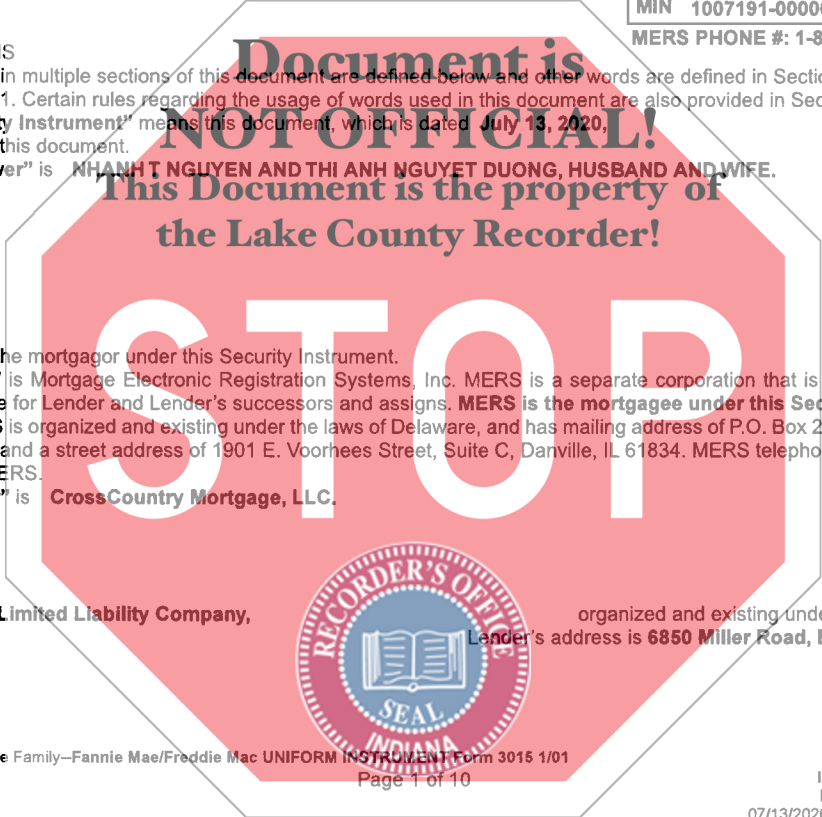 MIN 1007191-00000
MERS PHONE #: 1-8
IS
Document is
in multiple sections of this document are defined below and other words are defined in Sectio
1. Certain rules regarding the usage of words used in this document are also provided in Sec
y Instrument" means this document, which is dated July 13, 2020,
NOT OFFICIAL!
this document.
er" is NHANH T NGUYEN AND THI ANH NGUYET DUONG, HUSBAND AND WIFE.
This Document is the property of
the Lake County Recorder!
STOP
he mortgagor under this Security Instrument.
" is Mortgage Electronic Registration Systems, Inc. MERS is a separate corporation that is
e for Lender and Lender's successors and assigns. MERS is the mortgagee under this Sec
S is organized and existing under the laws of Delaware, and has mailing address of P.O. Box 2
and a street address of 1901 E. Voorhees Street, Suite C, Danville, IL 61834. MERS telepho
ERS.
" is CrossCountry Mortgage, LLC.
RECORDER'S OFFICE
Limited Liability Company, organized and existing unde
Lender's address is 6850 Miller Road, B
SEAL
INDIANA
e Family–Fannie Mae/Freddie Mac UNIFORM INSTRUMENT Form 3015 1/01
Page 1 of 10
07/13/2020